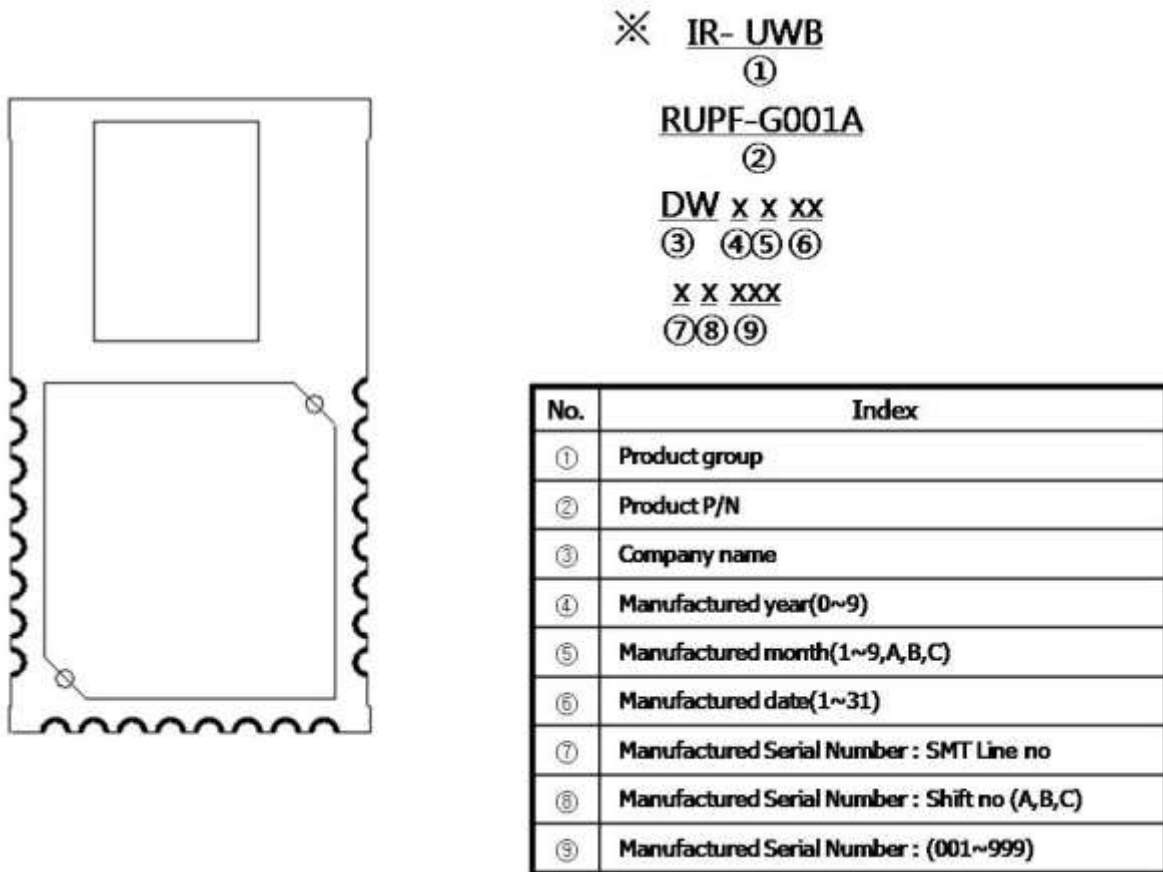 ※ IR- UWB
①
RUPF-G001A
②
DW x x xx
③ ④⑤⑥
x x xxx
⑦⑧⑨
No. Index
① Product group
② Product P/N
③ Company name
④ Manufactured year(0~9)
⑤ Manufactured month(1~9,A,B,C)
⑥ Manufactured date(1~31)
⑦ Manufactured Serial Number : SMT Line no
⑧ Manufactured Serial Number : Shift no (A,B,C)
⑨ Manufactured Serial Number : (001~999)